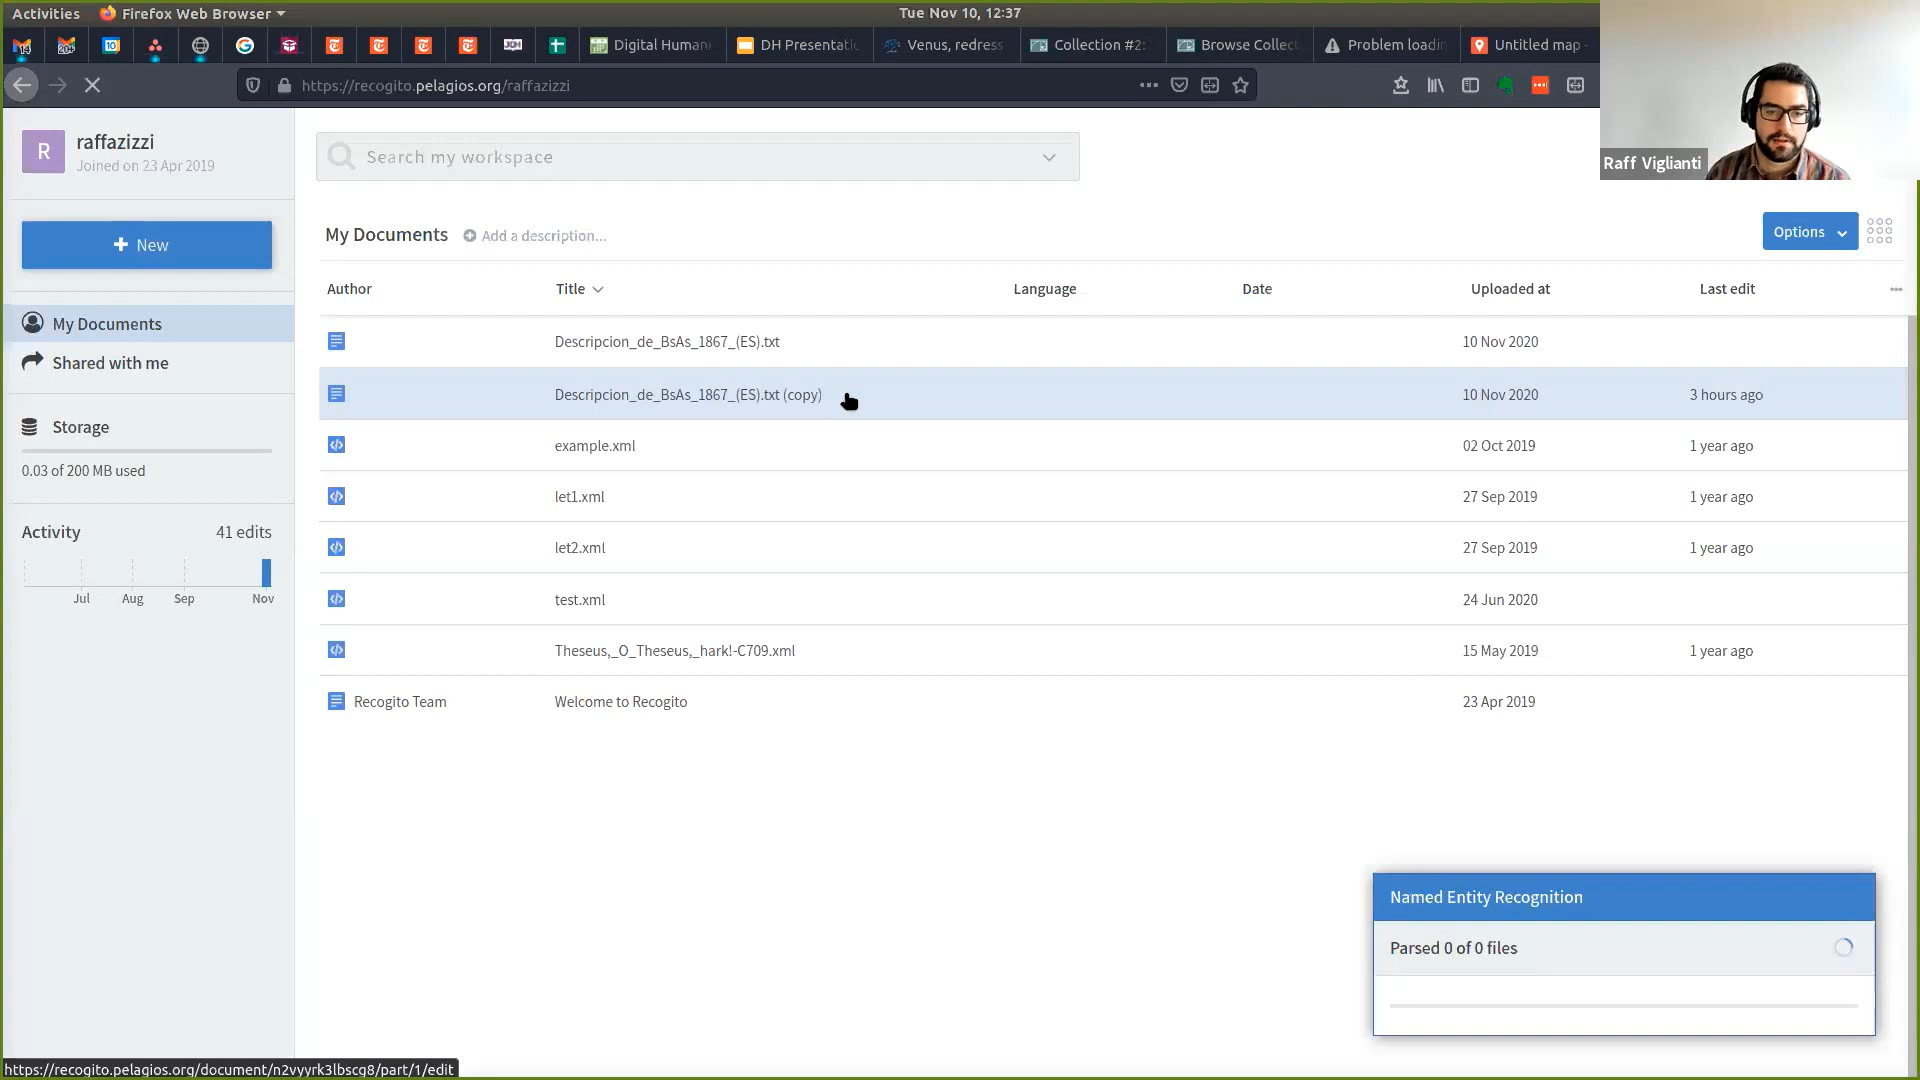 Activities Firefox Web Browser Tue Nov 10, 12:37
Digital Human DH Presentati Venus, redress Collection #2: Browse Collec Problem loadin Untitled map -
https://recogito.pelagios.org/raffazizzi
Raff Viglianti
R raffazizzi
Joined on 23 Apr 2019
Search my workspace
+ New
My Documents Add a description... Options
Author Title Language Date Uploaded at Last edit
My Documents
Shared with me
Storage
0.03 of 200 MB used
Activity 41 edits
Jul Aug Sep Nov
Descripcion_de_BsAs_1867_(ES).txt 10 Nov 2020
Descripcion_de_BsAs_1867_(ES).txt (copy) 10 Nov 2020 3 hours ago
example.xml 02 Oct 2019 1 year ago
let1.xml 27 Sep 2019 1 year ago
let2.xml 27 Sep 2019 1 year ago
test.xml 24 Jun 2020
Theseus,_O_Theseus,_hark!-C709.xml 15 May 2019 1 year ago
Recogito Team Welcome to Recogito 23 Apr 2019
Named Entity Recognition
Parsed 0 of 0 files
https://recogito.pelagios.org/document/n2vyyrk3lbscg8/part/1/edit